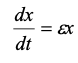 dx/dt = εx